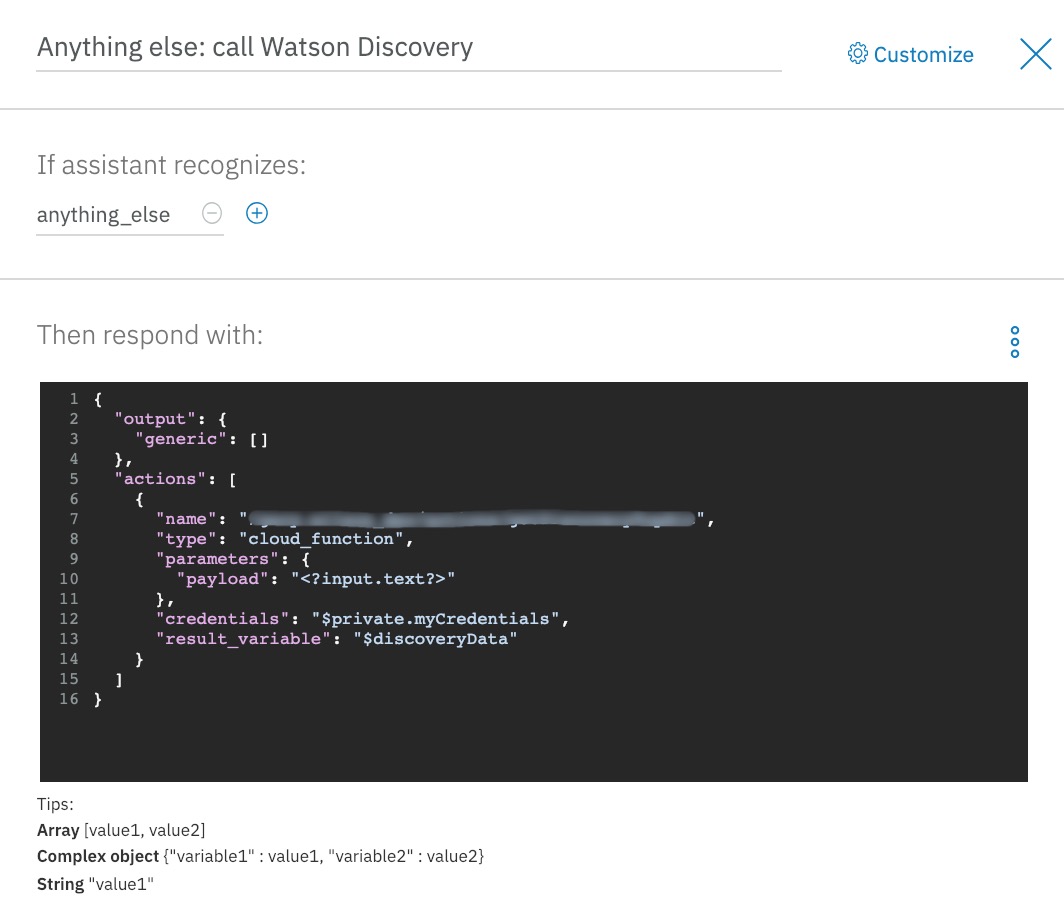 Anything else: call Watson Discovery
Customize
If assistant recognizes:
anything_else
Then respond with:
1 {
2 "output": {
3 "generic": []
4 },
5 "actions": [
6 {
7 "name": "",
8 "type": "cloud_function",
9 "parameters": {
10 "payload": "<?input.text?>"
11 },
12 "credentials": "$private.myCredentials",
13 "result_variable": "$discoveryData"
14 }
15 ]
16 }
Tips:
Array [value1, value2]
Complex object {"variable1" : value1, "variable2" : value2}
String "value1"